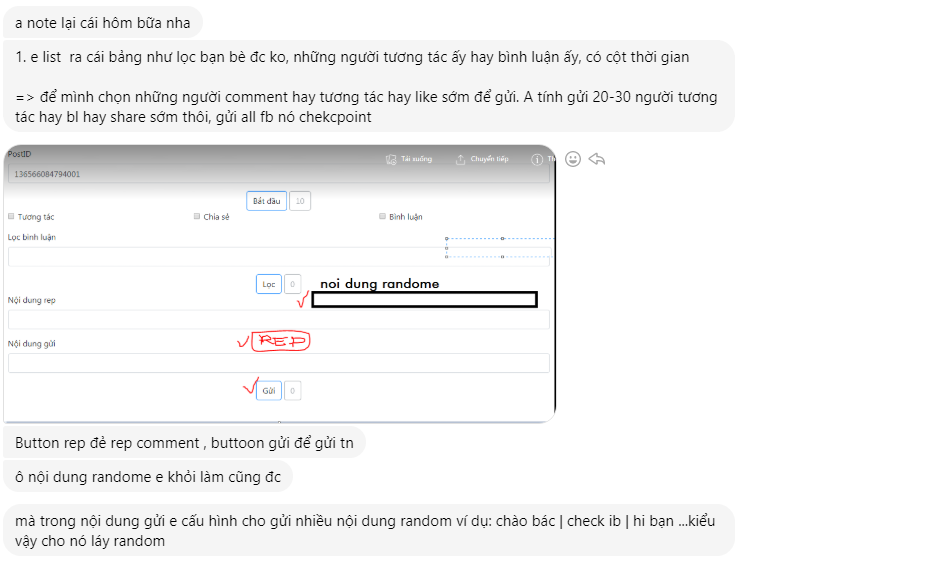 a note lại cái hôm bữa nha
1. e list ra cái bảng như lọc bạn bè đc ko, những người tương tác ấy hay bình luận ấy, có cột thời gian
=> để mình chọn những người comment hay tương tác hay like sớm để gửi. A tính gửi 20-30 người tương
tác hay bl hay share sớm thôi, gửi all fb nó chekcpoint
PostID
Tải xuống Chuyển tiếp
136566084794001
Bắt đầu 10
Tương tác Chia sẻ Bình luận
Lọc bình luận
Lọc 0 noi dung randome
Nội dung rep
REP
Nội dung gửi
Gửi 0
Button rep đẻ rep comment , buttoon gửi để gửi tn
ô nội dung randome e khỏi làm cũng đc
mà trong nội dung gửi e cấu hình cho gửi nhiều nội dung random ví dụ: chào bác | check ib | hi bạn ...kiểu
vậy cho nó láy random